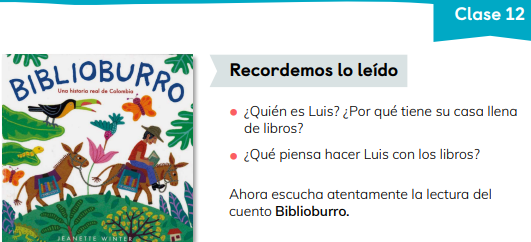 Clase 12
BIBLIOBURRO
Una historia real de Colombia
JEANETTE WINTER
Recordemos lo leído
¿Quién es Luis? ¿Por qué tiene su casa llena
de libros?
¿Qué piensa hacer Luis con los libros?
Ahora escucha atentamente la lectura del
cuento Biblioburro.